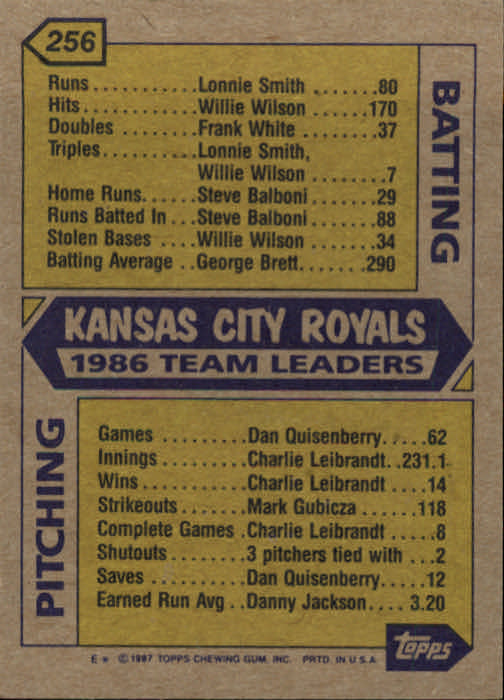 256
BATTING
Runs...........Lonnie Smith .......80
Hits............Willie Wilson ......170
Doubles ........Frank White .......37
Triples..........Lonnie Smith,
Willie Wilson .......7
Home Runs......Steve Balboni......29
Runs Batted In ...Steve Balboni......88
Stolen Bases ....Willie Wilson ......34
Batting Average ..George Brett.......290
KANSAS CITY ROYALS
1986 TEAM LEADERS
PITCHING
Games .........Dan Quisenberry.....62
Innings.........Charlie Leibrandt..231.1
Wins...........Charlie Leibrandt ....14
Strikeouts .......Mark Gubicza .....118
Complete Games .Charlie Leibrandt .....8
Shutouts........3 pitchers tied with ...2
Saves ..........Dan Quisenberry.....12
Earned Run Avg ..Danny Jackson.... 3.20
topps
E* © 1987 TOPPS CHEWING GUM, INC. PRTD. IN U.S.A.